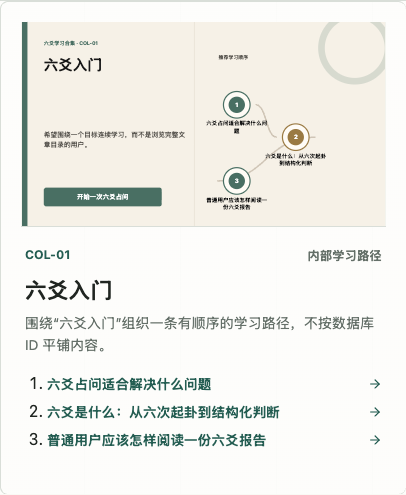 六爻学习合集 · COL-01
六爻入门
推荐学习顺序
1
六爻占问适合解决什么问
题
2
六爻是什么：从六次起卦
到结构化判断
希望围绕一个目标连续学习，而不是浏览完整文
章目录的用户。
3
普通用户应该怎样阅读一
份六爻报告
开始一次六爻占问
COL-01
内部学习路径
六爻入门
围绕“六爻入门”组织一条有顺序的学习路径，不按数据库
ID 平铺内容。
1. 六爻占问适合解决什么问题 →
2. 六爻是什么：从六次起卦到结构化判断 →
3. 普通用户应该怎样阅读一份六爻报告 →